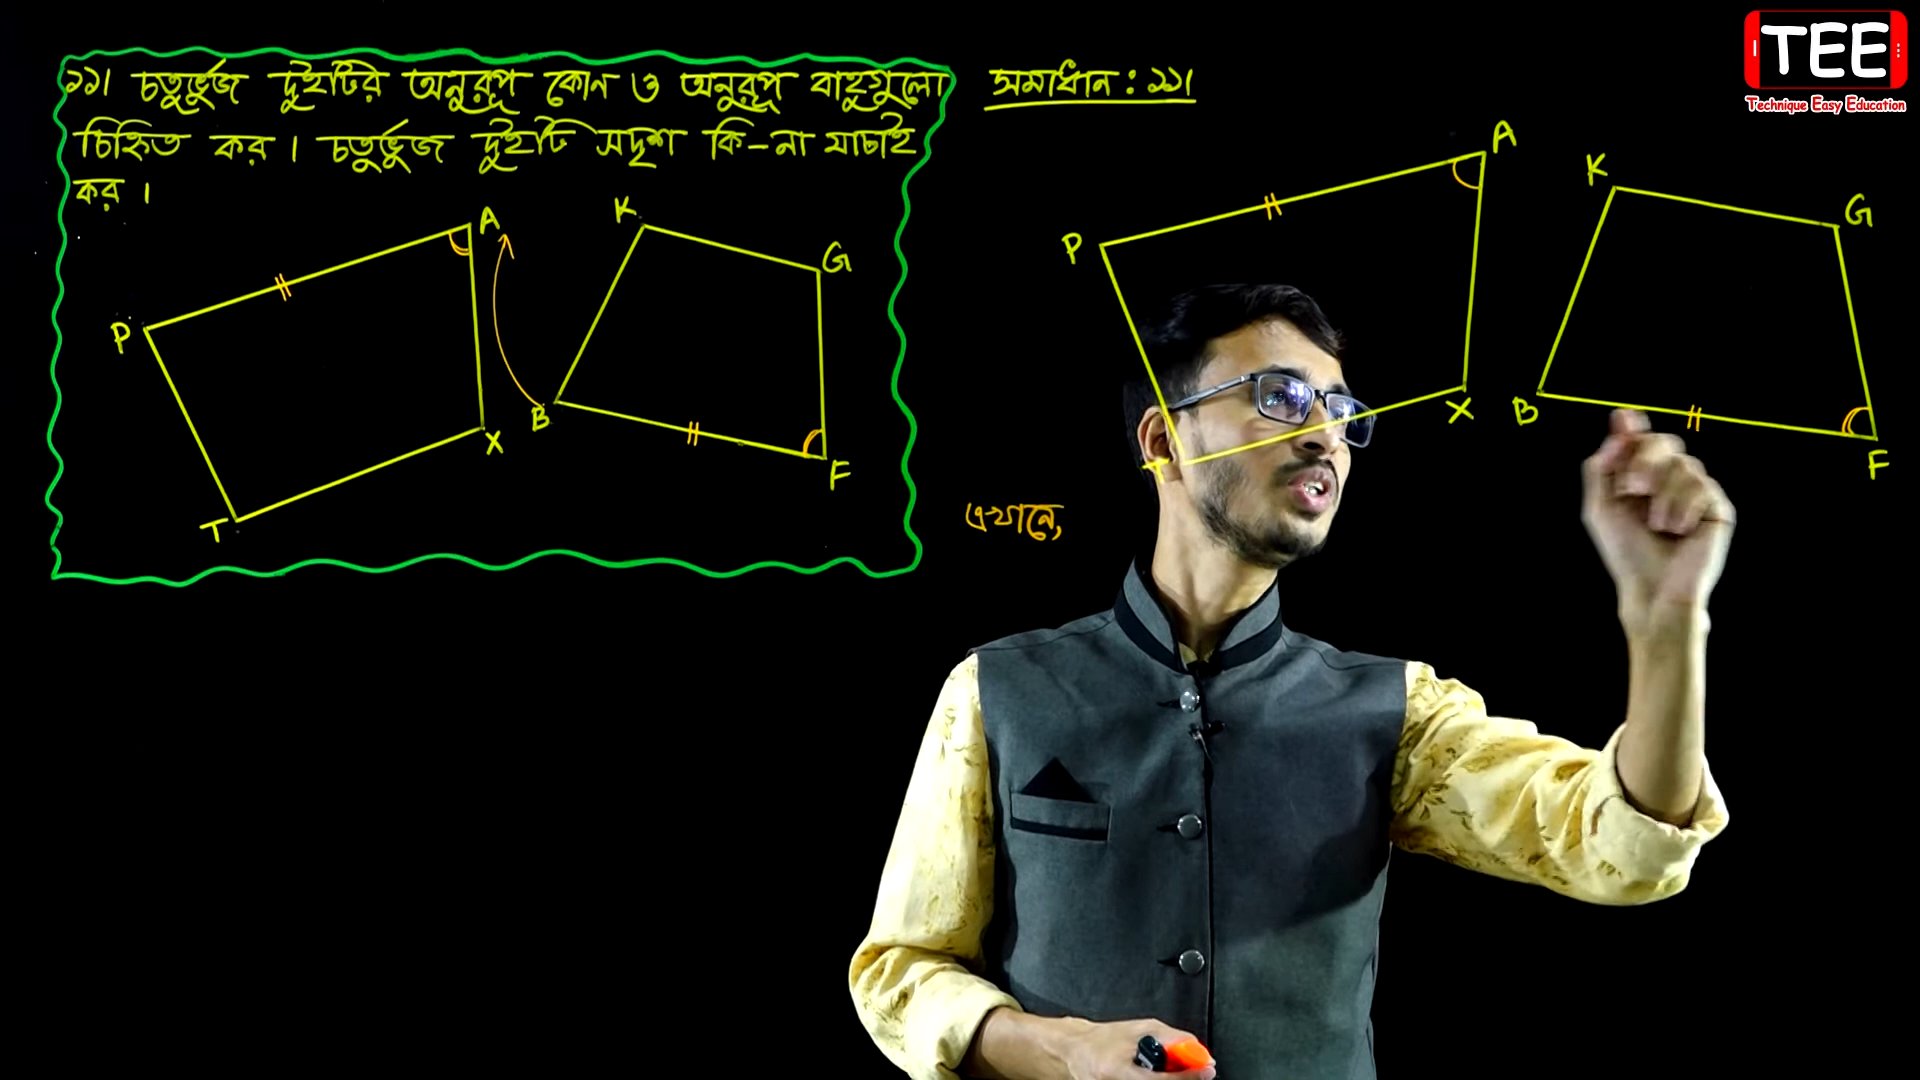 ১১। চতুর্ভুজ দুইটির অনুরূপ কোণ ও অনুরূপ বাহুগুলো
চিহ্নিত কর। চতুর্ভুজ দুইটি সদৃশ কি-না যাচাই
কর।
A
K
G
P
B
X
F
T
সমাধান : ১১।
A
K
G
P
X
B
F
T
এখানে,
TEE
Technique Easy Education